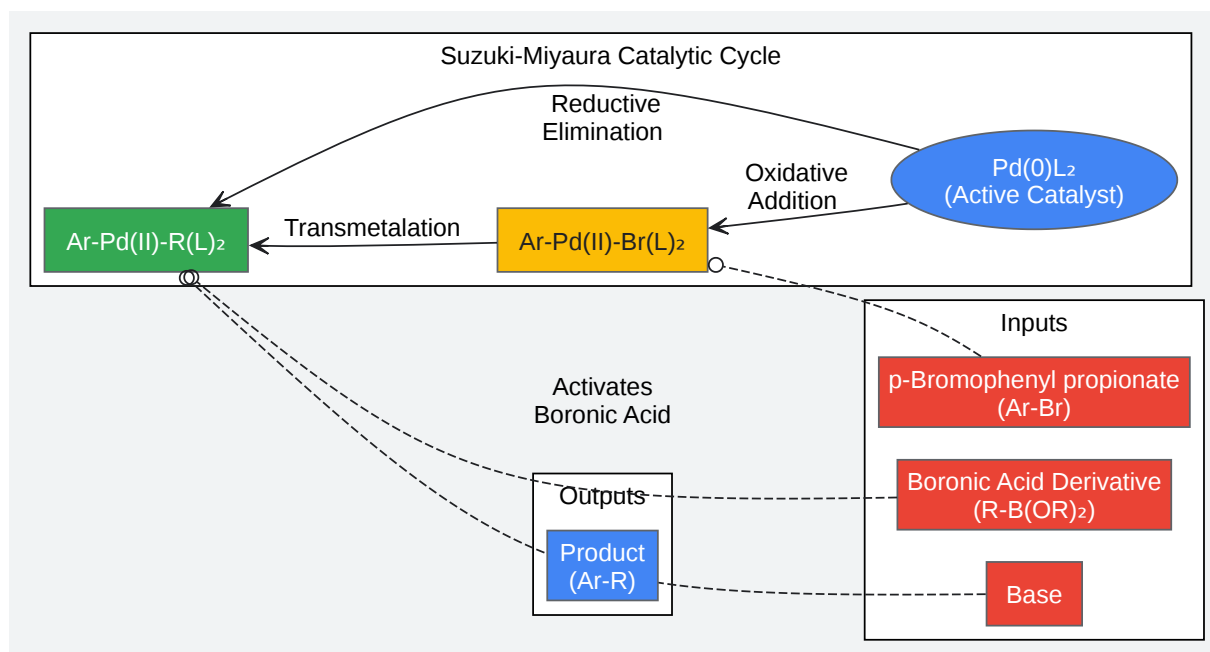 Suzuki-Miyaura Catalytic Cycle
Reductive
Elimination
Oxidative
Addition
Pd(0)L₂
(Active Catalyst)
Transmetalation
Ar-Pd(II)-R(L)₂
Ar-Pd(II)-Br(L)₂
Inputs
p-Bromophenyl propionate
(Ar-Br)
Activates
Boronic Acid
Boronic Acid Derivative
(R-B(OR)₂)
Outputs
Product
(Ar-R)
Base